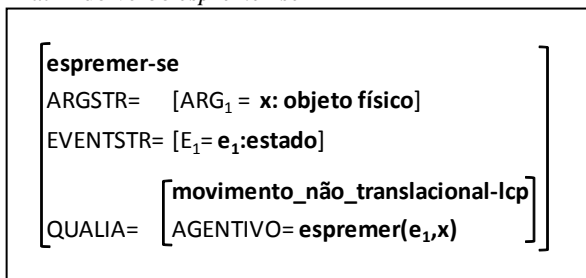 espremer-se
ARGSTR= [ARG₁ = x: objeto físico]
EVENTSTR= [E₁= e₁:estado]
movimento_não_translacional-lcp
QUALIA= AGENTIVO= espremer(e₁,x)